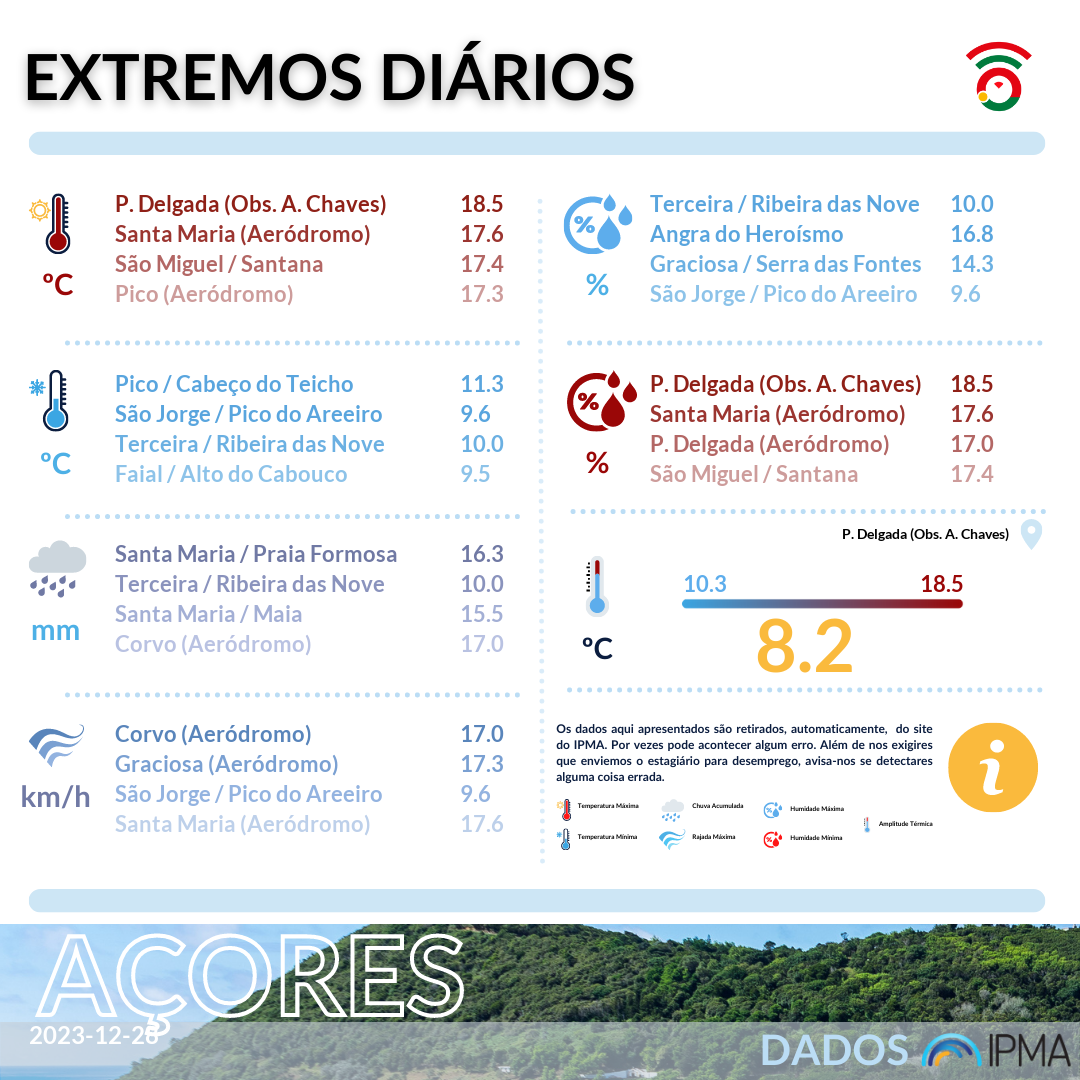 EXTREMOS DIÁRIOS
P. Delgada (Obs. A. Chaves) 18.5
Santa Maria (Aeródromo) 17.6
São Miguel / Santana 17.4
Pico (Aeródromo) 17.3
ºC
Pico / Cabeço do Teicho 11.3
São Jorge / Pico do Areeiro 9.6
Terceira / Ribeira das Nove 10.0
Faial / Alto do Cabouco 9.5
ºC
Santa Maria / Praia Formosa 16.3
Terceira / Ribeira das Nove 10.0
Santa Maria / Maia 15.5
Corvo (Aeródromo) 17.0
mm
Corvo (Aeródromo) 17.0
Graciosa (Aeródromo) 17.3
São Jorge / Pico do Areeiro 9.6
Santa Maria (Aeródromo) 17.6
km/h
Terceira / Ribeira das Nove 10.0
Angra do Heroísmo 16.8
Graciosa / Serra das Fontes 14.3
São Jorge / Pico do Areeiro 9.6
%
%
P. Delgada (Obs. A. Chaves) 18.5
Santa Maria (Aeródromo) 17.6
P. Delgada (Aeródromo) 17.0
São Miguel / Santana 17.4
%
%
P. Delgada (Obs. A. Chaves)
10.3 18.5
8.2
ºC
Os dados aqui apresentados são retirados, automaticamente, do site
do IPMA. Por vezes pode acontecer algum erro. Além de nos exigires
que enviemos o estagiário para desemprego, avisa-nos se detectares
alguma coisa errada.
i
Temperatura Máxima Chuva Acumulada Humidade Máxima
Amplitude Térmica
Temperatura Mínima Rajada Máxima Humidade Mínima
AÇORES
2023-12-28
DADOS IPMA